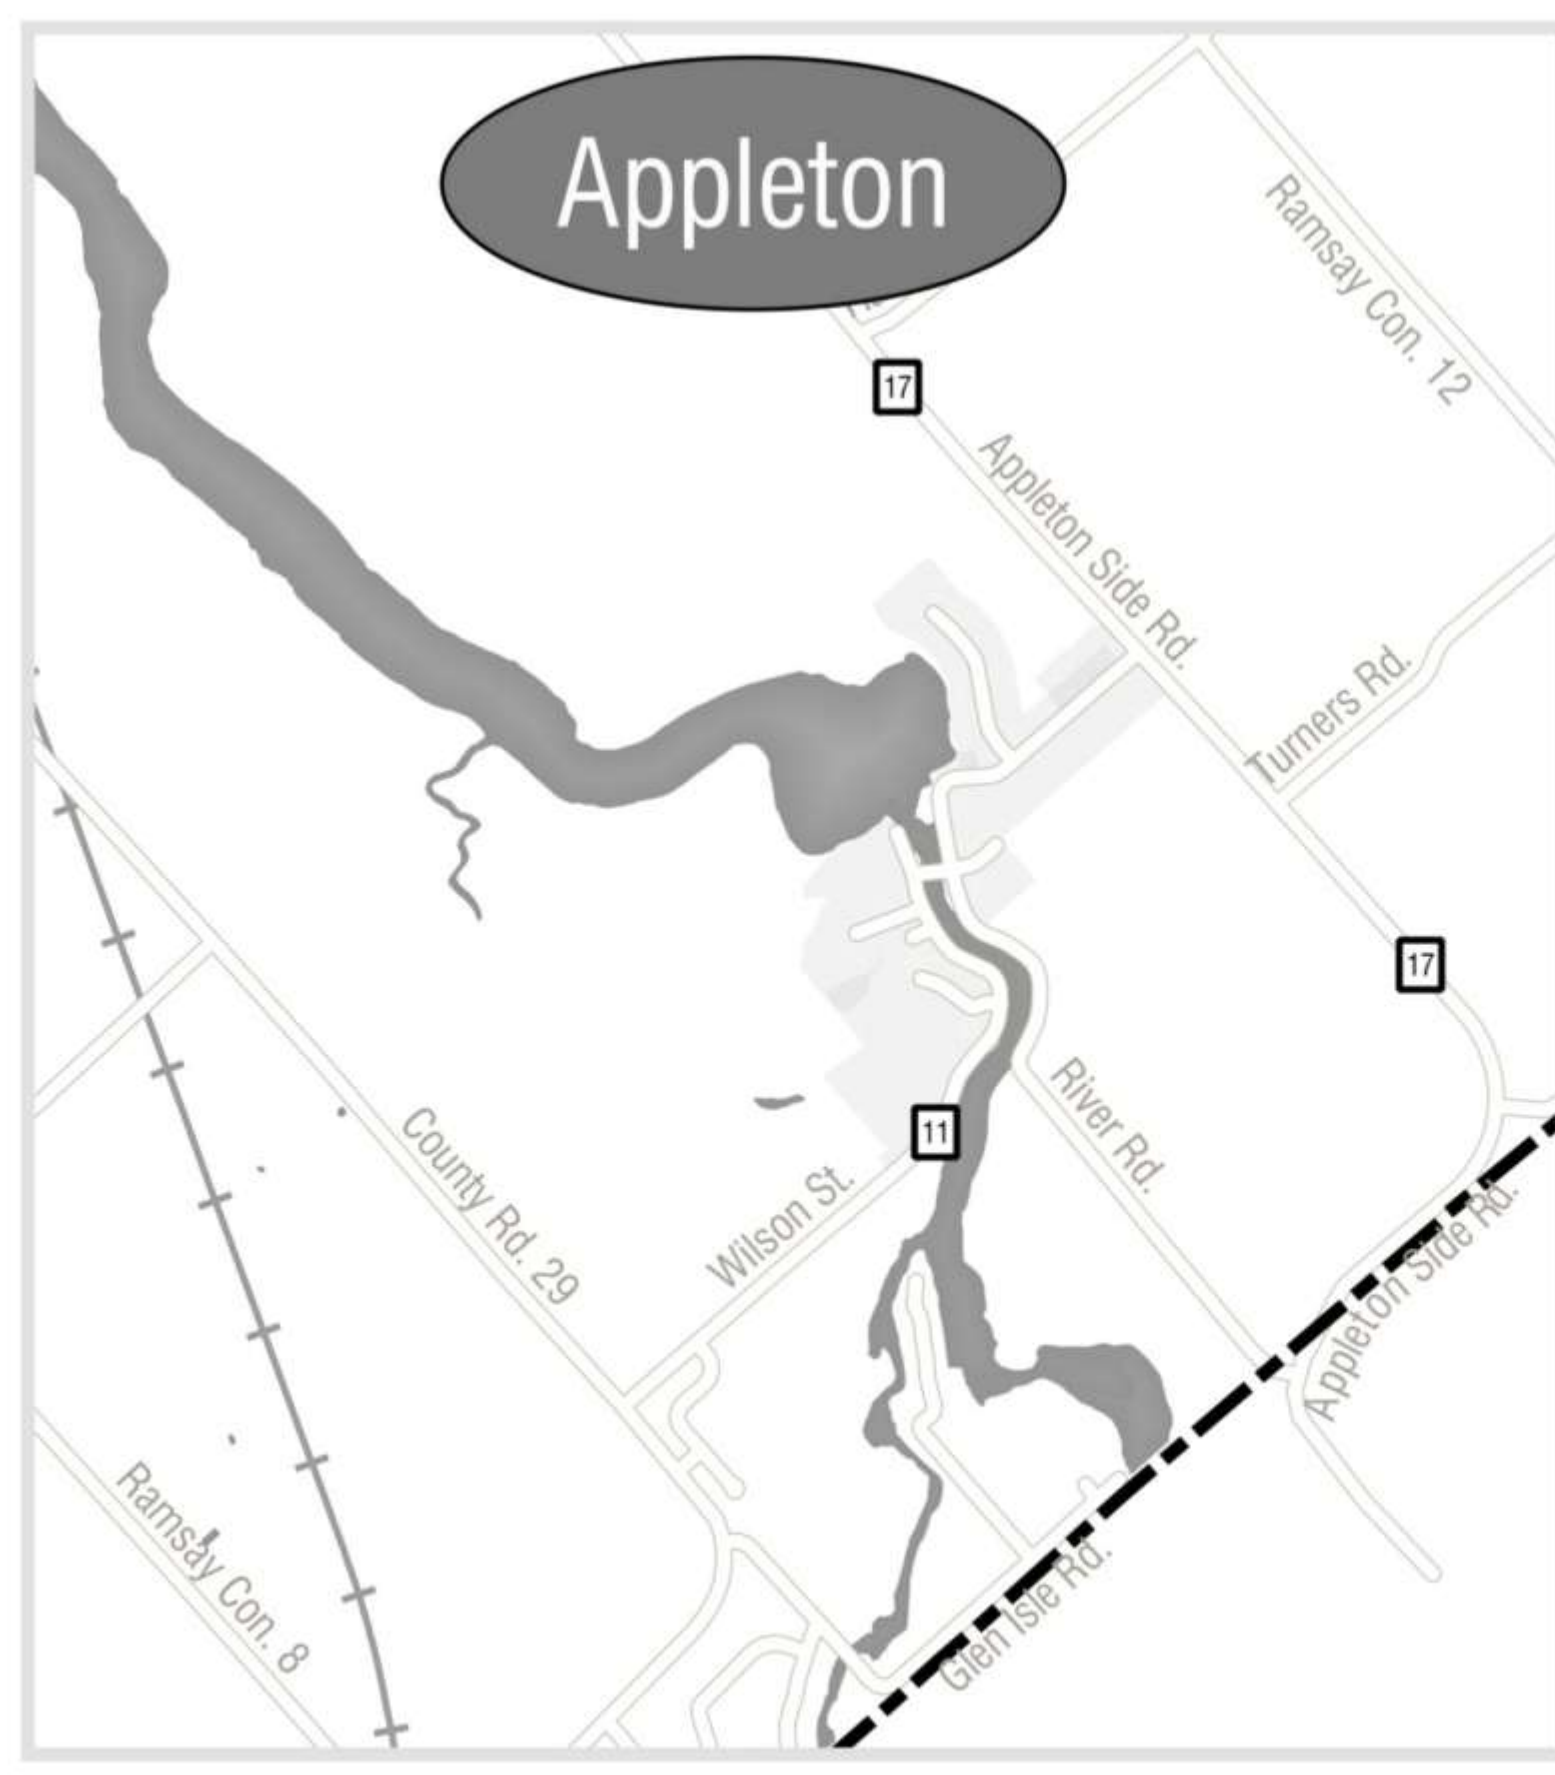 Appleton
Ramsay Con. 12
17
Appleton Side Rd.
Turners Rd.
17
River Rd.
11
County Rd. 29
Wilson St.
Appleton Side Rd.
Ramsay Con. 8
Glen Isle Rd.